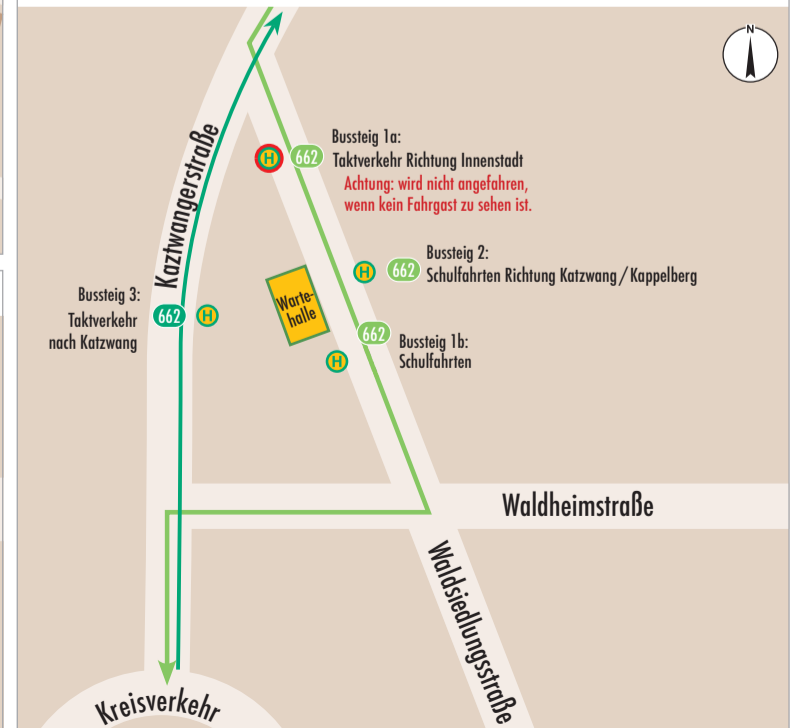 N
Kaztwangerstraße
H
662
Bussteig 1a:
Taktverkehr Richtung Innenstadt
Achtung: wird nicht angefahren,
wenn kein Fahrgast zu sehen ist.
H
662
Bussteig 2:
Schulfahrten Richtung Katzwang/Kappelberg
Bussteig 3:
Taktverkehr
nach Katzwang
662
H
Warte-
halle
662
Bussteig 1b:
Schulfahrten
H
Waldheimstraße
Waldsiedlungsstraße
Kreisverkehr